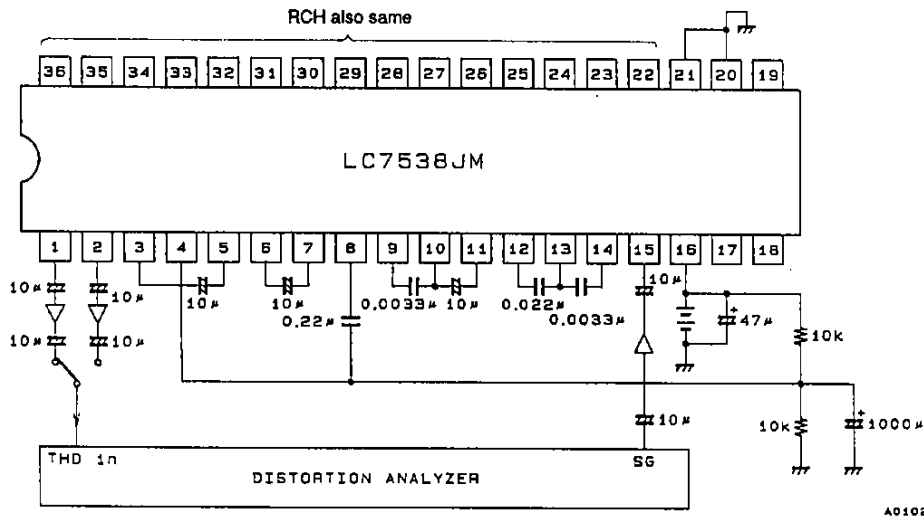 RCH also same
36 35 34 33 32 31 30 29 28 27 26 25 24 23 22 21 20 19
LC7538JM
1 2 3 4 5 6 7 8 9 10 11 12 13 14 15 16 17 18
10μ 10μ 10μ 10μ 0.0033μ 10μ 0.022μ 0.0033μ 10μ 47μ
10μ 10μ 0.22μ 10k
10μ 10k 1000μ
THD in SG
DISTORTION ANALYZER